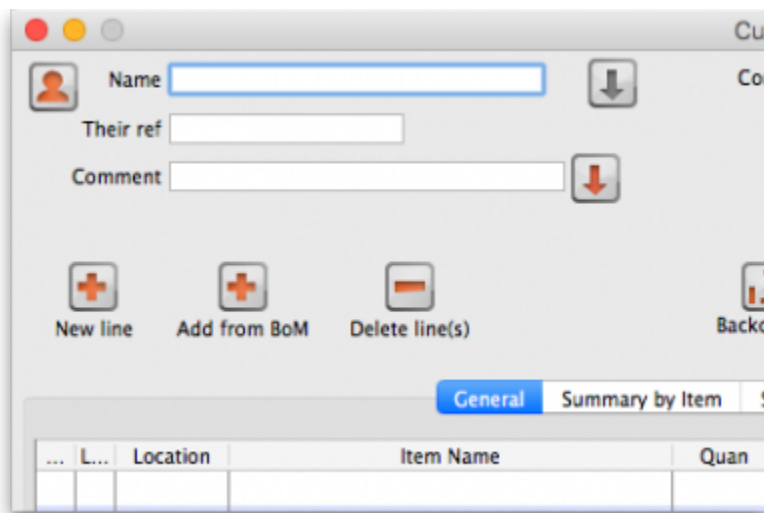 Cu
Name
Co
Their ref
Comment
New line Add from BoM Delete line(s) Backo
General Summary by Item S
... L... Location Item Name Quan